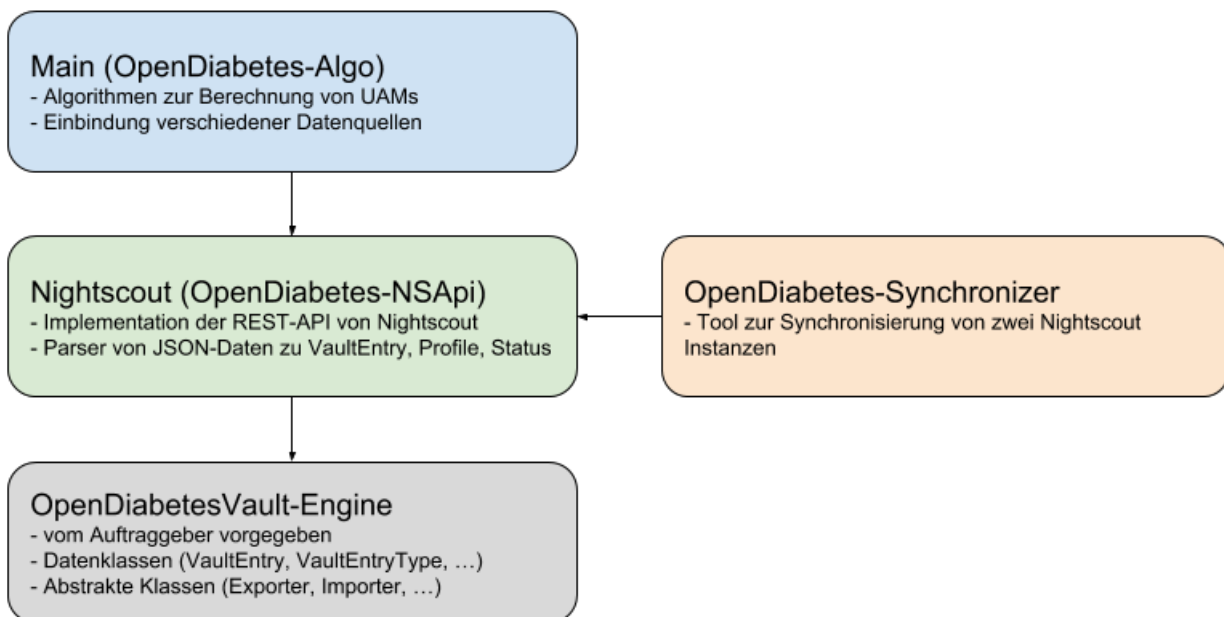 Main (OpenDiabetes-Algo)
- Algorithmen zur Berechnung von UAMs
- Einbindung verschiedener Datenquellen
Nightscout (OpenDiabetes-NSApi)
- Implementation der REST-API von Nightscout
- Parser von JSON-Daten zu VaultEntry, Profile, Status
OpenDiabetes-Synchronizer
- Tool zur Synchronisierung von zwei Nightscout
Instanzen
OpenDiabetesVault-Engine
- vom Auftraggeber vorgegeben
- Datenklassen (VaultEntry, VaultEntryType, …)
- Abstrakte Klassen (Exporter, Importer, …)